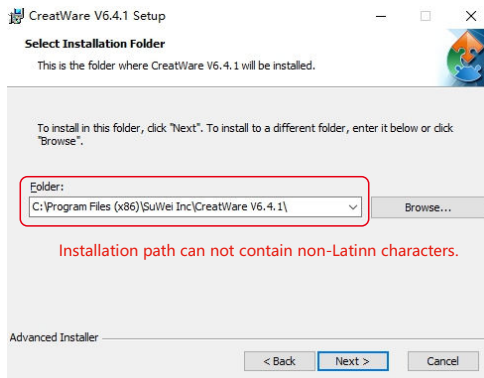 CreatWare V6.4.1 Setup
Select Installation Folder
This is the folder where CreatWare V6.4.1 will be installed.
To install in this folder, click "Next". To install to a different folder, enter it below or click
"Browse".
Folder:
C:\Program Files (x86)\SuWei Inc\CreatWare V6.4.1\
Browse...
Installation path can not contain non-Latinn characters.
Advanced Installer
< Back
Next >
Cancel